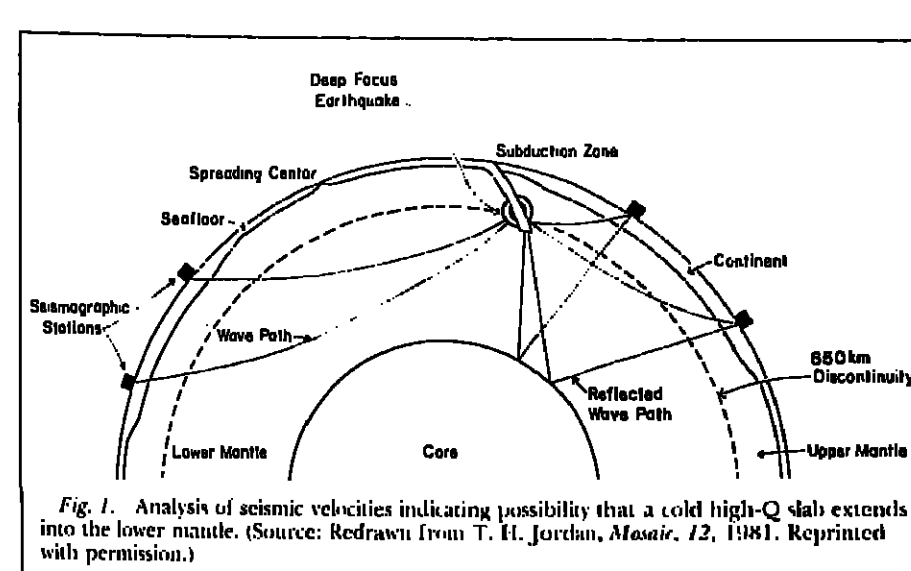 Deep Focus
Earthquake
Subduction Zone
Spreading Center
Seafloor
Continent
Seismographic
Stations
Wave Path
650km
Discontinuity
Reflected
Wave Path
Lower Mantle
Core
Upper Mantle
Fig. 1. Analysis of seismic velocities indicating possibility that a cold high-Q slab extends
into the lower mantle. (Source: Redrawn from T. H. Jordan, Mosaic, 12, 1981. Reprinted
with permission.)